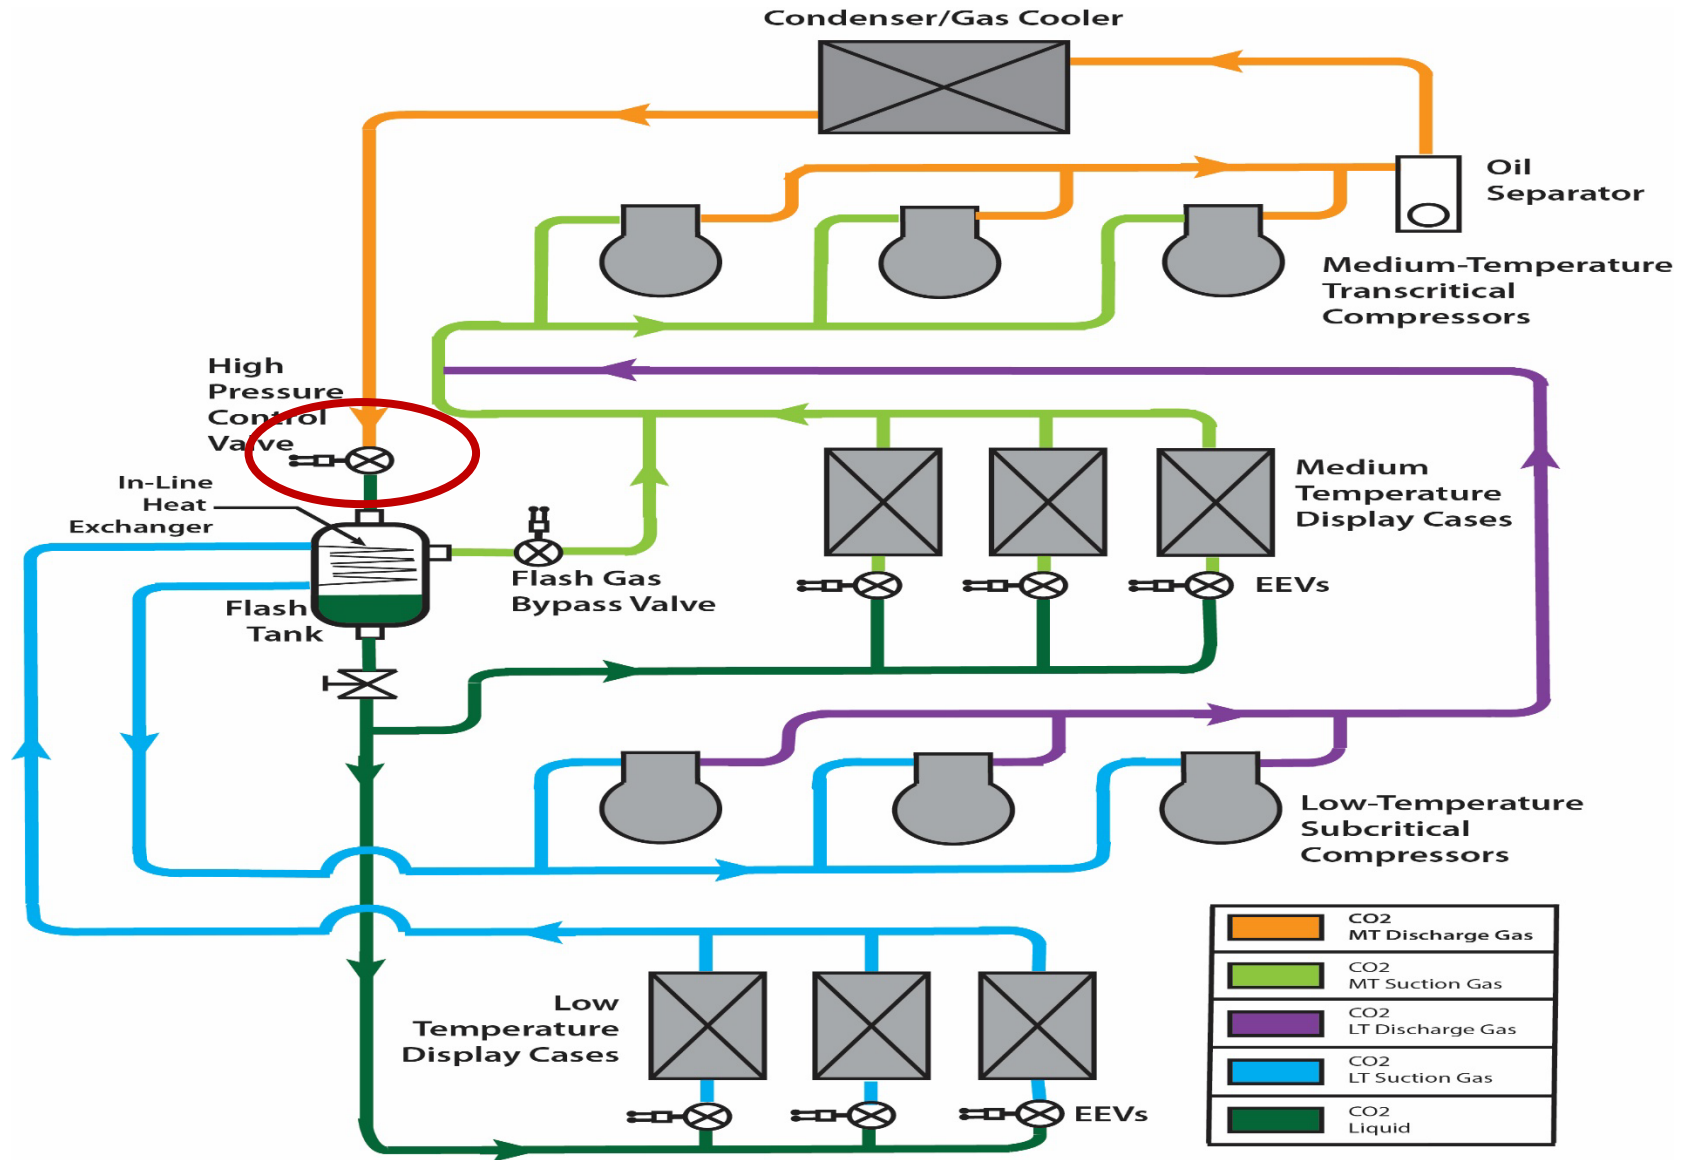 Condenser/Gas Cooler
Oil
Separator
Medium-Temperature
Transcritical
Compressors
High
Pressure
Control
Valve
In-Line
Heat
Exchanger
Flash Gas
Bypass Valve
Flash
Tank
Medium
Temperature
Display Cases
EEVs
Low-Temperature
Subcritical
Compressors
Low
Temperature
Display Cases
EEVs
CO2
MT Discharge Gas
CO2
MT Suction Gas
CO2
LT Discharge Gas
CO2
LT Suction Gas
CO2
Liquid